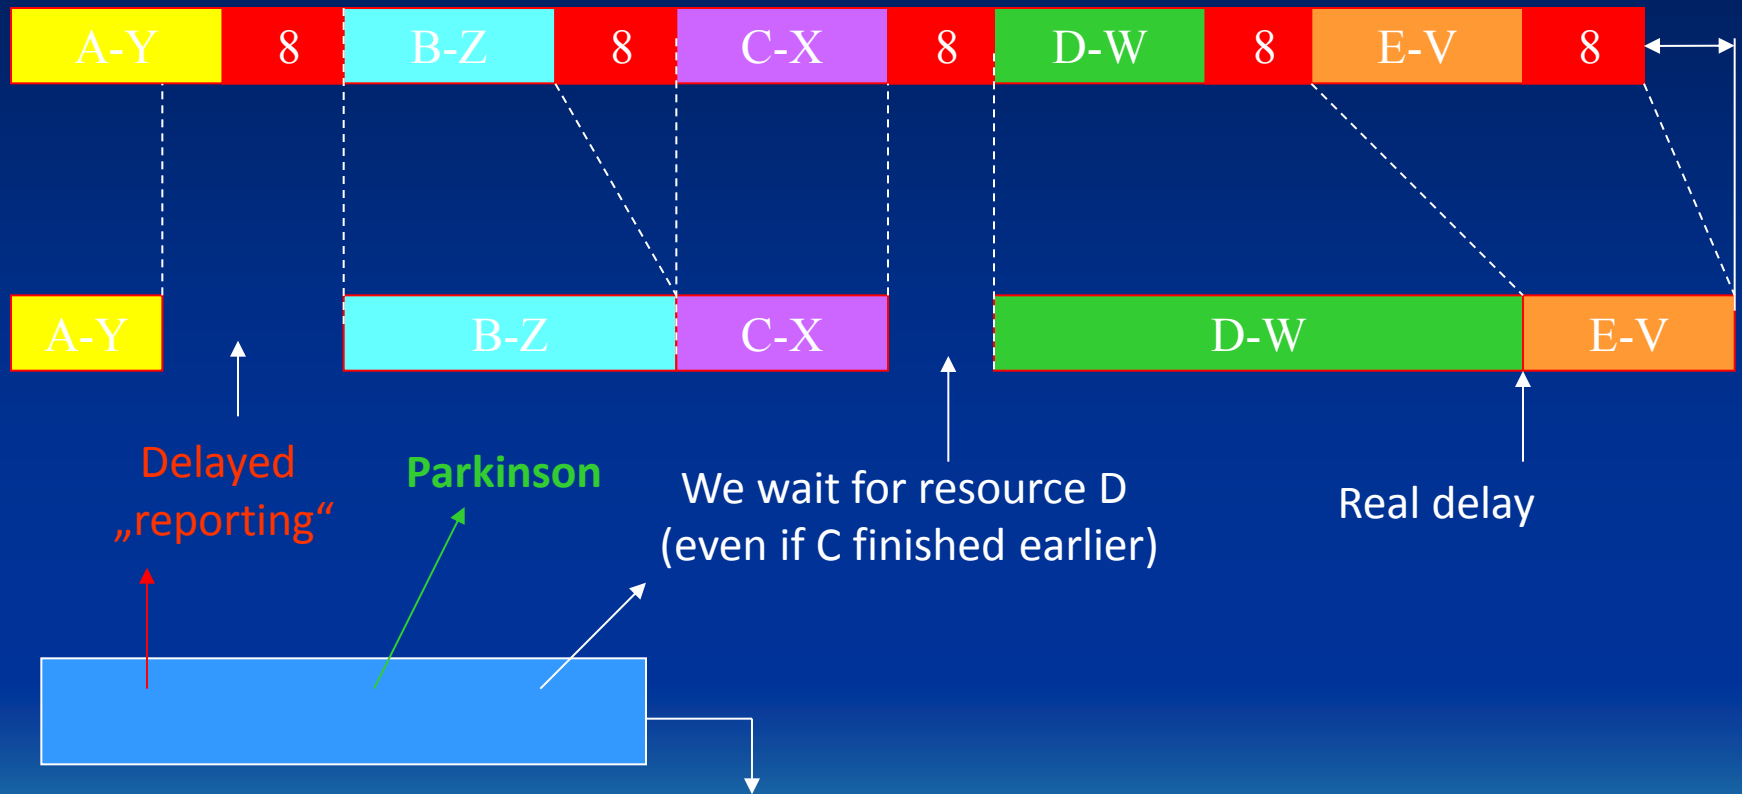 A-Y 8 B-Z 8 C-X 8 D-W 8 E-V 8
A-Y B-Z C-X D-W E-V
Delayed
„reporting“
Parkinson
We wait for resource D
(even if C finished earlier)
Real delay